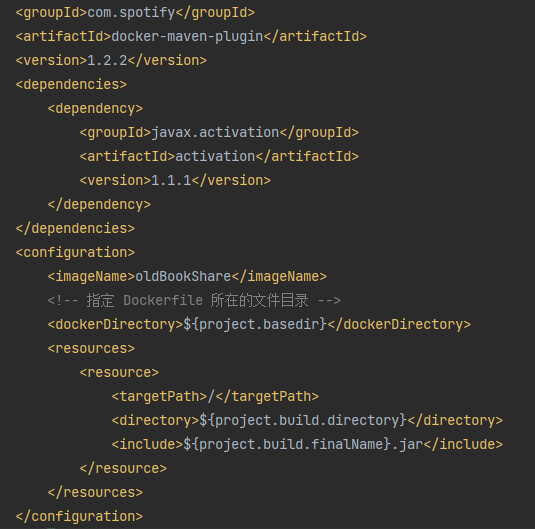 <groupId>com.spotify</groupId>
<artifactId>docker-maven-plugin</artifactId>
<version>1.2.2</version>
<dependencies>
    <dependency>
        <groupId>javax.activation</groupId>
        <artifactId>activation</artifactId>
        <version>1.1.1</version>
    </dependency>
</dependencies>
<configuration>
    <imageName>oldBookShare</imageName>
    <!-- 指定 Dockerfile 所在的文件目录 -->
    <dockerDirectory>${project.basedir}</dockerDirectory>
    <resources>
        <resource>
            <targetPath>/</targetPath>
            <directory>${project.build.directory}</directory>
            <include>${project.build.finalName}.jar</include>
        </resource>
    </resources>
</configuration>